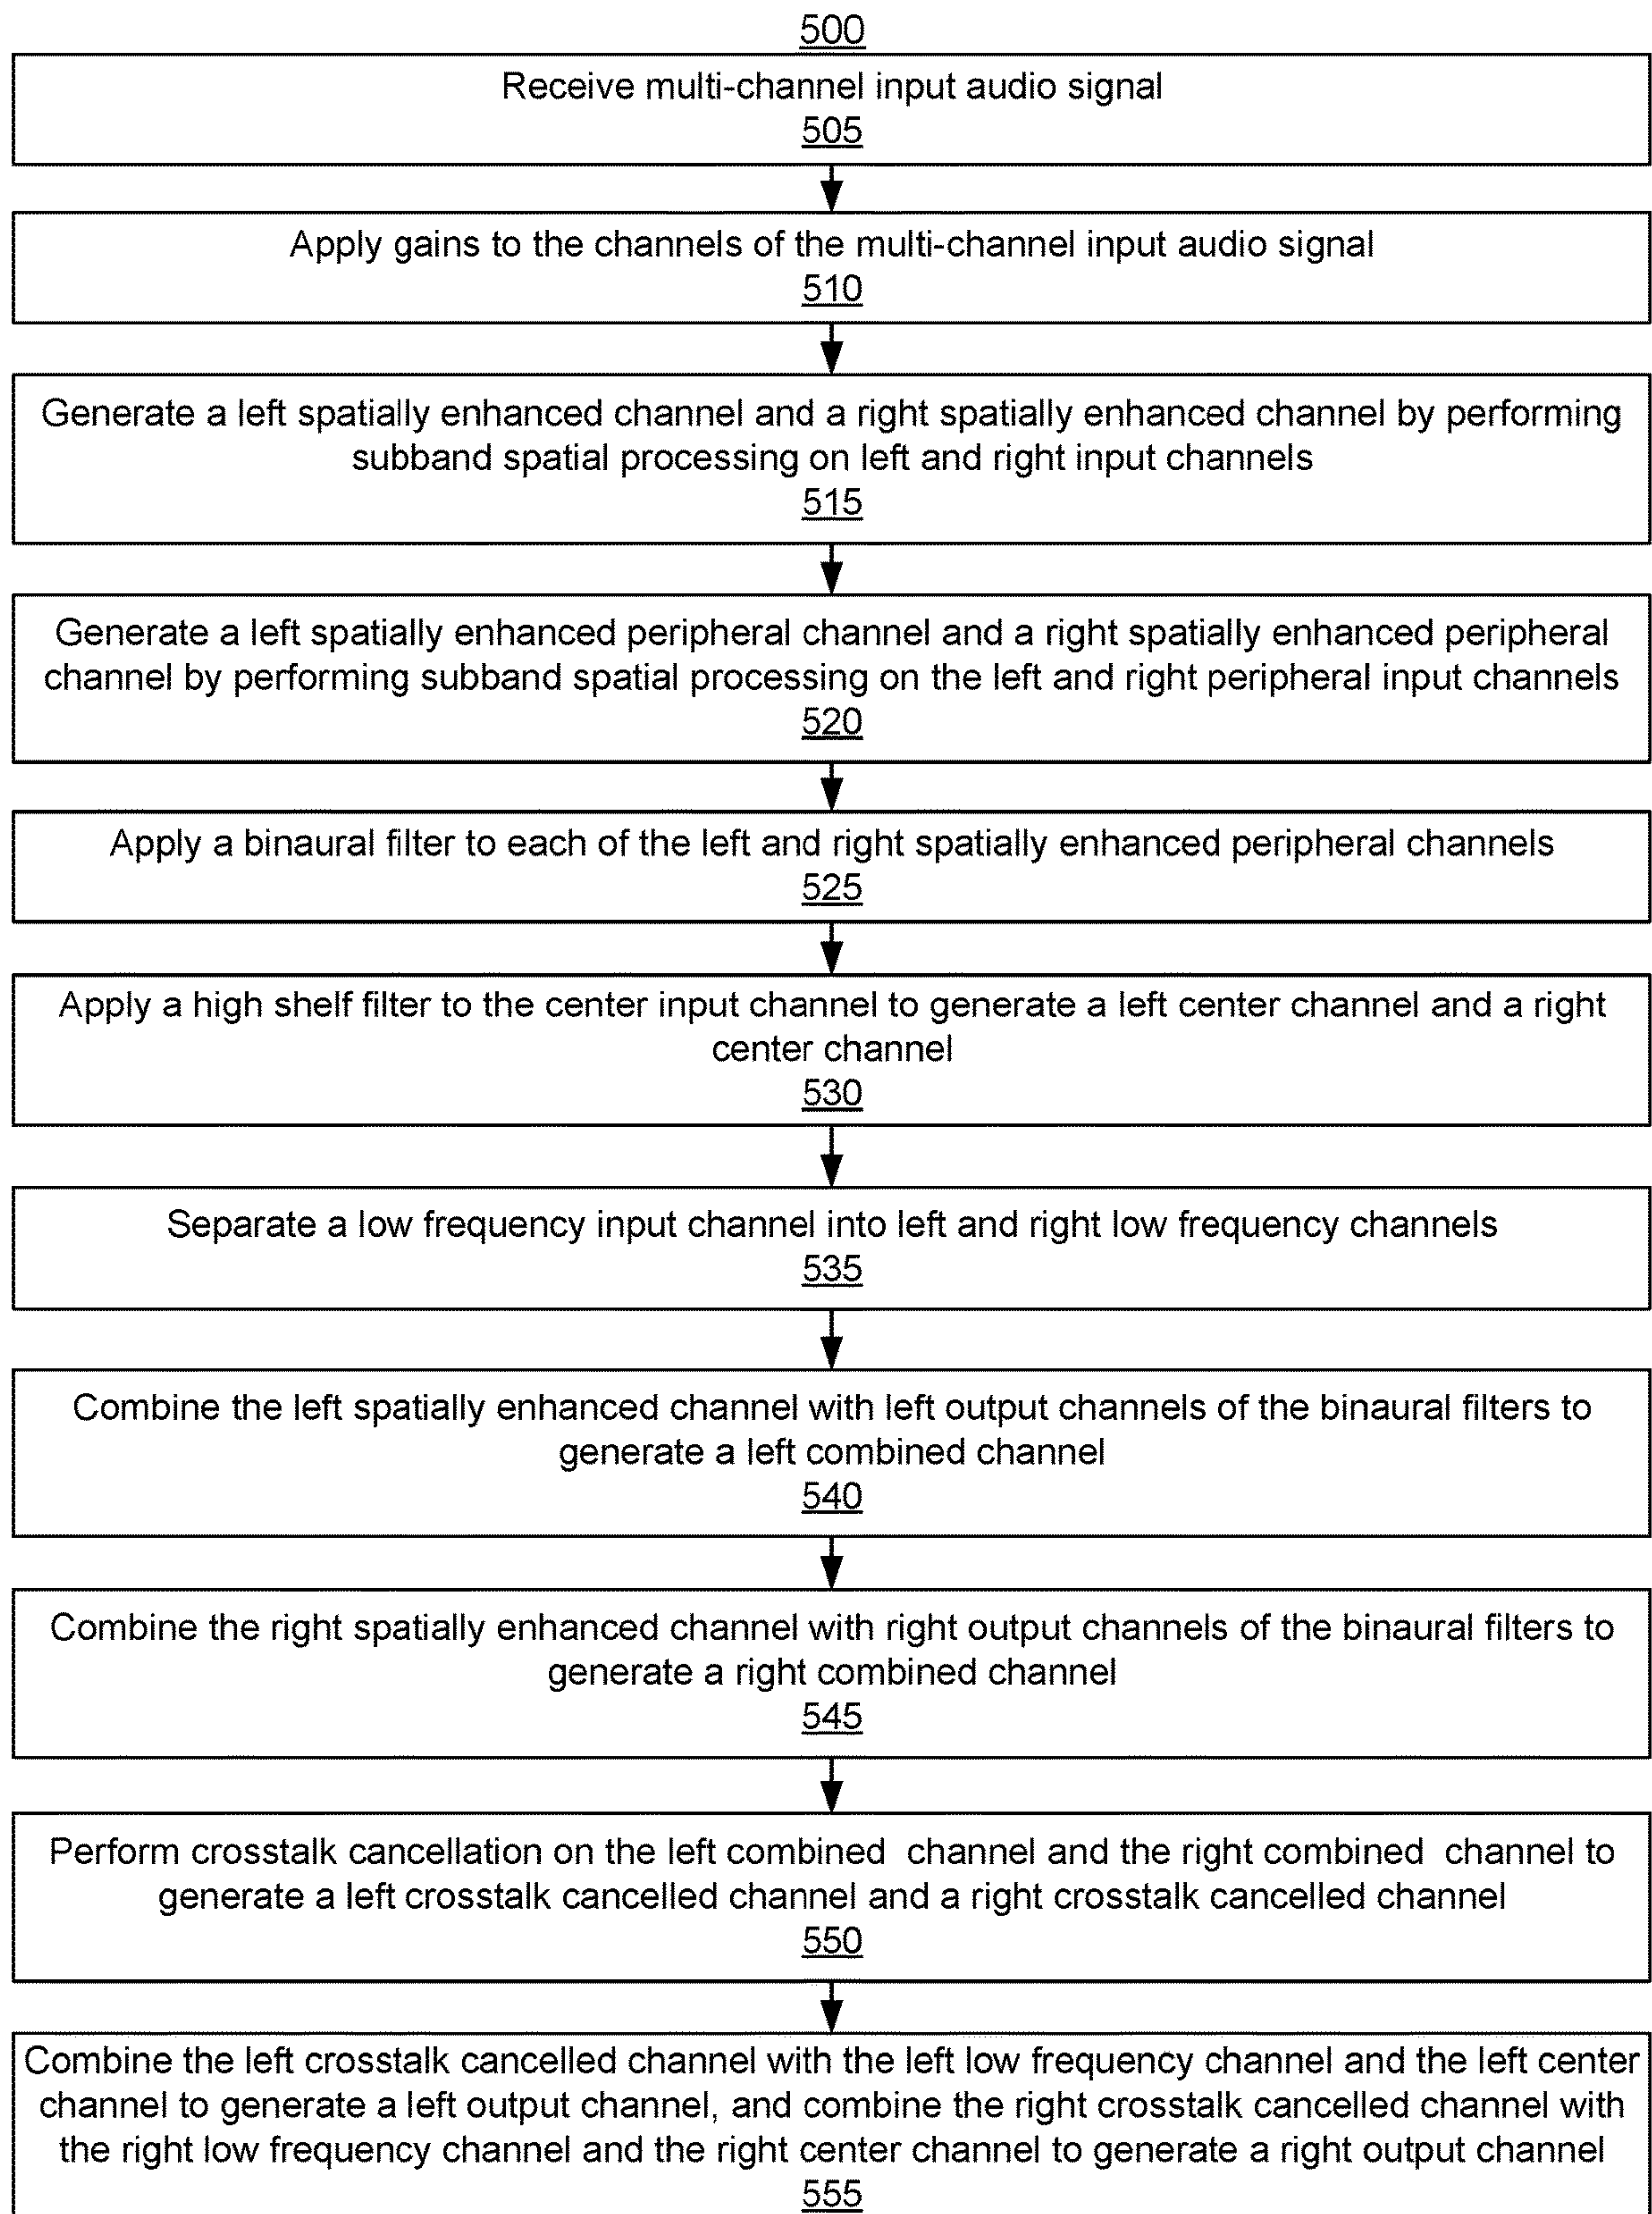 500
Receive multi-channel input audio signal
505
Apply gains to the channels of the multi-channel input audio signal
510
Generate a left spatially enhanced channel and a right spatially enhanced channel by performing
subband spatial processing on left and right input channels
515
Generate a left spatially enhanced peripheral channel and a right spatially enhanced peripheral
channel by performing subband spatial processing on the left and right peripheral input channels
520
Apply a binaural filter to each of the left and right spatially enhanced peripheral channels
525
Apply a high shelf filter to the center input channel to generate a left center channel and a right
center channel
530
Separate a low frequency input channel into left and right low frequency channels
535
Combine the left spatially enhanced channel with left output channels of the binaural filters to
generate a left combined channel
540
Combine the right spatially enhanced channel with right output channels of the binaural filters to
generate a right combined channel
545
Perform crosstalk cancellation on the left combined channel and the right combined channel to
generate a left crosstalk cancelled channel and a right crosstalk cancelled channel
550
Combine the left crosstalk cancelled channel with the left low frequency channel and the left center
channel to generate a left output channel, and combine the right crosstalk cancelled channel with
the right low frequency channel and the right center channel to generate a right output channel
555